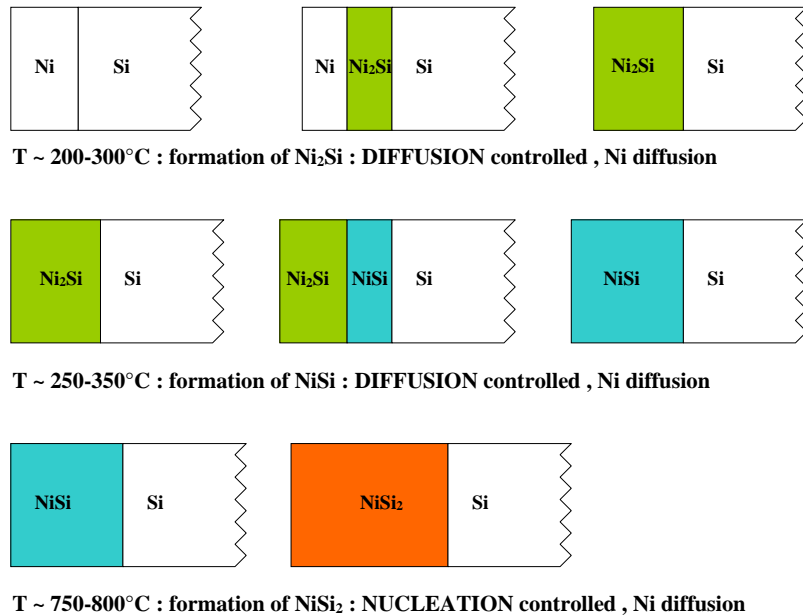 Ni Si Ni Ni₂Si Si Ni₂Si Si
T ~ 200-300°C : formation of Ni₂Si : DIFFUSION controlled , Ni diffusion
Ni₂Si Si Ni₂Si NiSi Si NiSi Si
T ~ 250-350°C : formation of NiSi : DIFFUSION controlled , Ni diffusion
NiSi Si NiSi₂ Si
T ~ 750-800°C : formation of NiSi₂ : NUCLEATION controlled , Ni diffusion